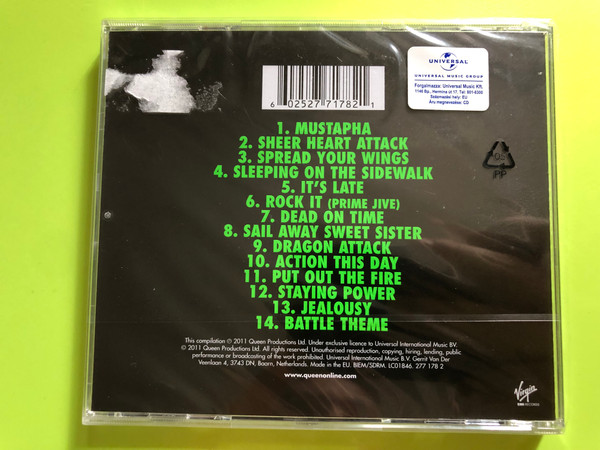 UNIVERSAL
UNIVERSAL MUSIC GROUP
Forgalmazza: Universal Music Kft.
6 02527 71782 1
1. MUSTAPHA
2. SHEER HEART ATTACK
3. SPREAD YOUR WINGS
4. SLEEPING ON THE SIDEWALK
5. IT'S LATE
6. ROCK IT (PRIME JIVE)
7. DEAD ON TIME
8. SAIL AWAY SWEET SISTER
9. DRAGON ATTACK
10. ACTION THIS DAY
11. PUT OUT THE FIRE
12. STAYING POWER
13. JEALOUSY
14. BATTLE THEME
05
PP
This compilation ℗ 2011 Queen Productions Ltd. Under exclusive licence to Universal International Music BV.
© 2011 Queen Productions Ltd. All rights reserved. Unauthorised reproduction, copying, hiring, lending, public
performance or broadcasting of the work prohibited. Universal International Music B.V. Gerrit Van Der
Veenlaan 4, 3743 DN, Baarn, Netherlands. Made in the EU. BIEM/SDRM. LC01846. 277 178 2
www.queenonline.com
Virgin